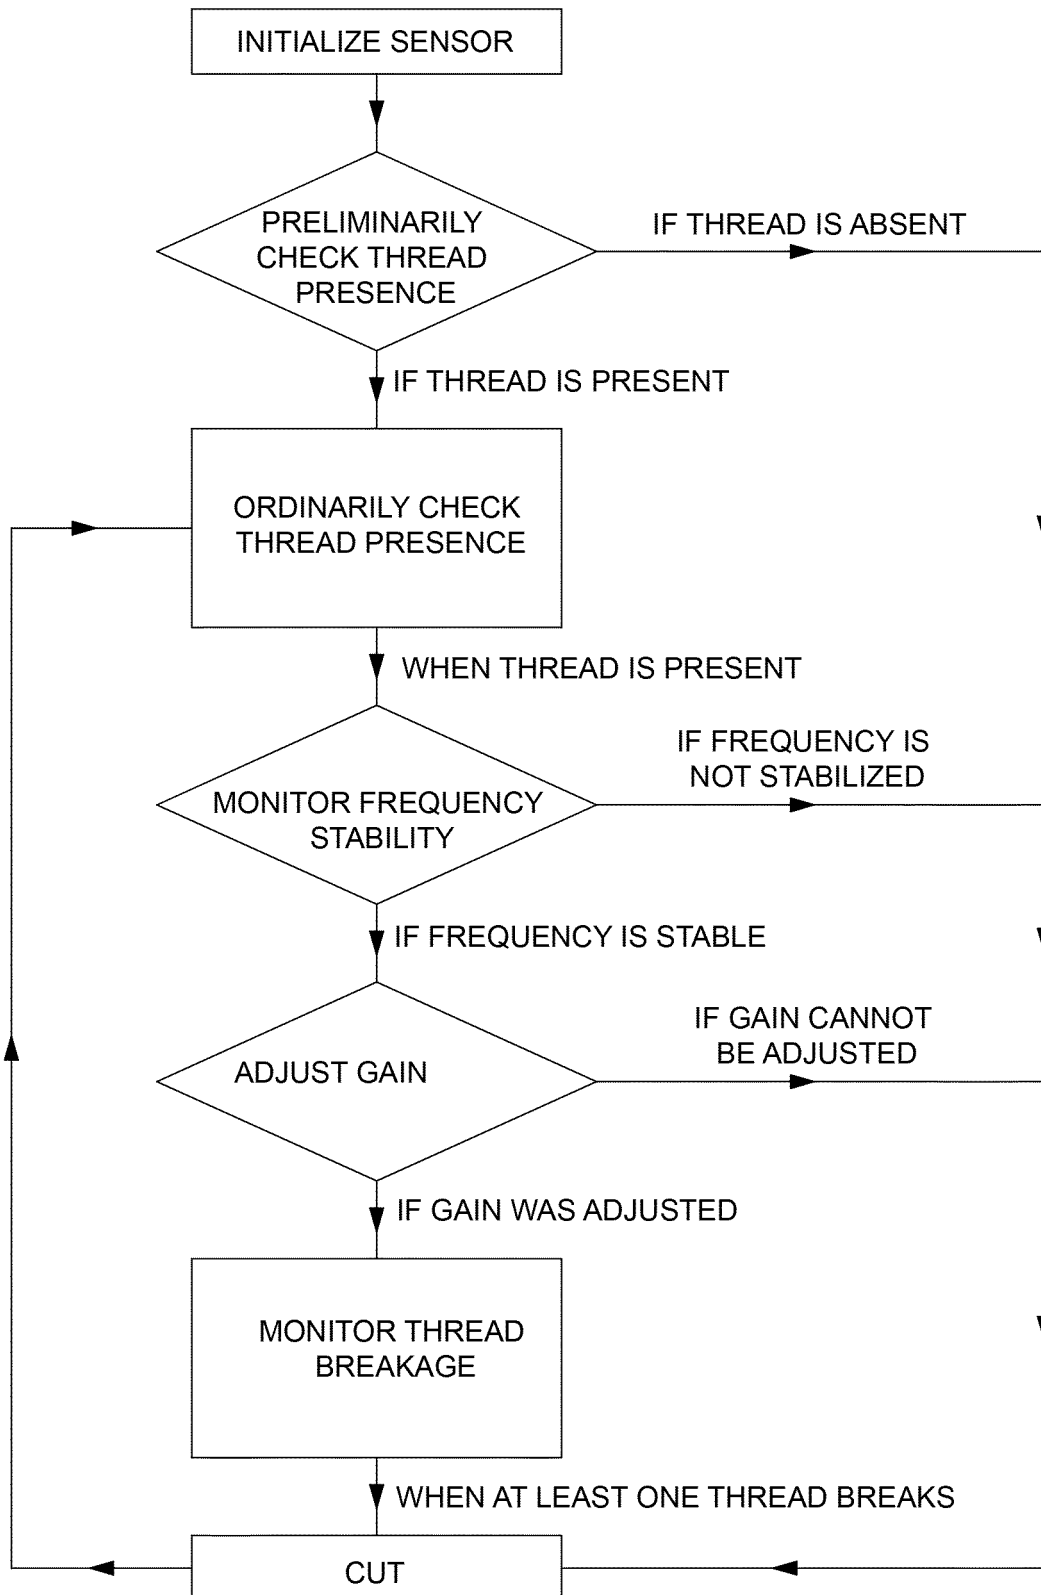 INITIALIZE SENSOR
PRELIMINARILY
CHECK THREAD
PRESENCE
IF THREAD IS ABSENT
IF THREAD IS PRESENT
ORDINARILY CHECK
THREAD PRESENCE
WHEN THREAD IS PRESENT
IF FREQUENCY IS
NOT STABILIZED
MONITOR FREQUENCY
STABILITY
IF FREQUENCY IS STABLE
IF GAIN CANNOT
BE ADJUSTED
ADJUST GAIN
IF GAIN WAS ADJUSTED
MONITOR THREAD
BREAKAGE
WHEN AT LEAST ONE THREAD BREAKS
CUT